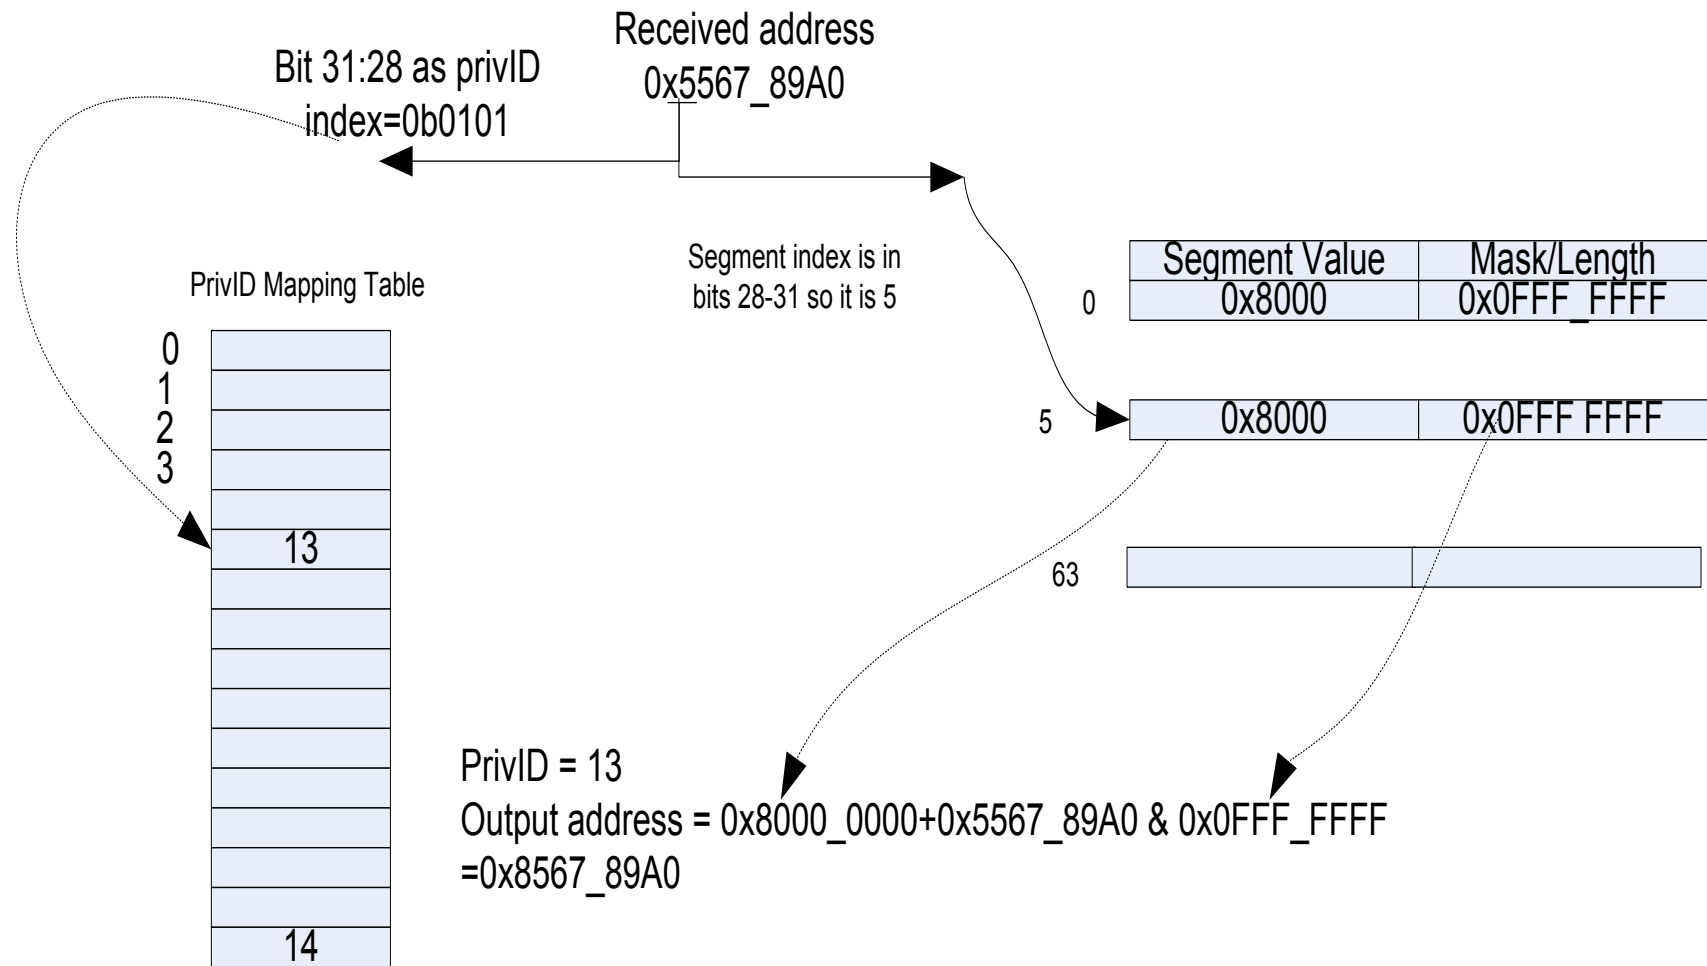 Received address
0x5567_89A0
Bit 31:28 as privID
index=0b0101
Segment index is in
bits 28-31 so it is 5
Segment Value Mask/Length
0 0x8000 0x0FFF_FFFF
5 0x8000 0x0FFF FFFF
63
PrivID Mapping Table
0
1
2
3
13
14
PrivID = 13
Output address = 0x8000_0000+0x5567_89A0 & 0x0FFF_FFFF
=0x8567_89A0